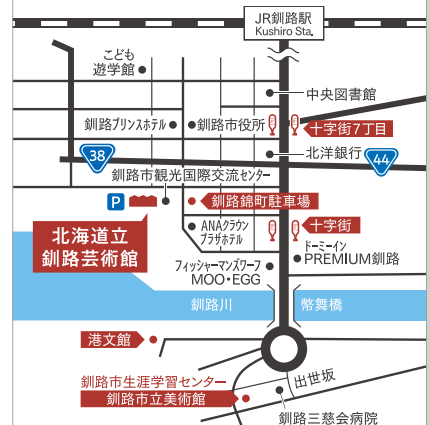 JR釧路駅
Kushiro Sta.
こども
遊学館
中央図書館
釧路プリンスホテル
釧路市役所
十字街7丁目
38
北洋銀行
44
釧路市観光国際交流センター
P
釧路錦町駐車場
北海道立
釧路芸術館
ANAクラウン
プラザホテル
十字街
ドーミーイン
PREMIUM釧路
フィッシャーマンズワーフ
MOO・EGG
釧路川
幣舞橋
港文館
出世坂
釧路市生涯学習センター
釧路市立美術館
釧路三慈会病院